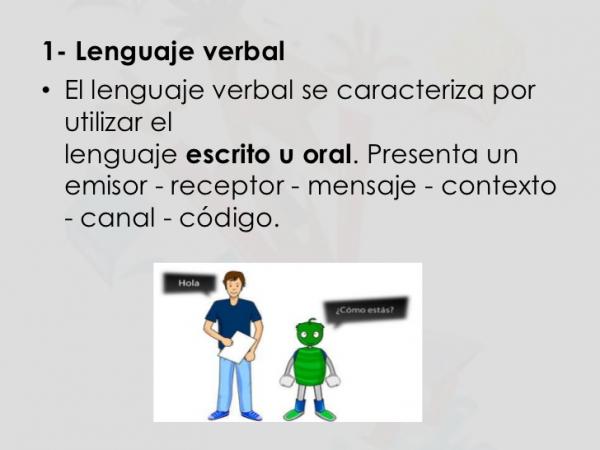 1- Lenguaje verbal
• El lenguaje verbal se caracteriza por
utilizar el
lenguaje escrito u oral. Presenta un
emisor - receptor - mensaje - contexto
- canal - código.
Hola
¿Cómo estás?